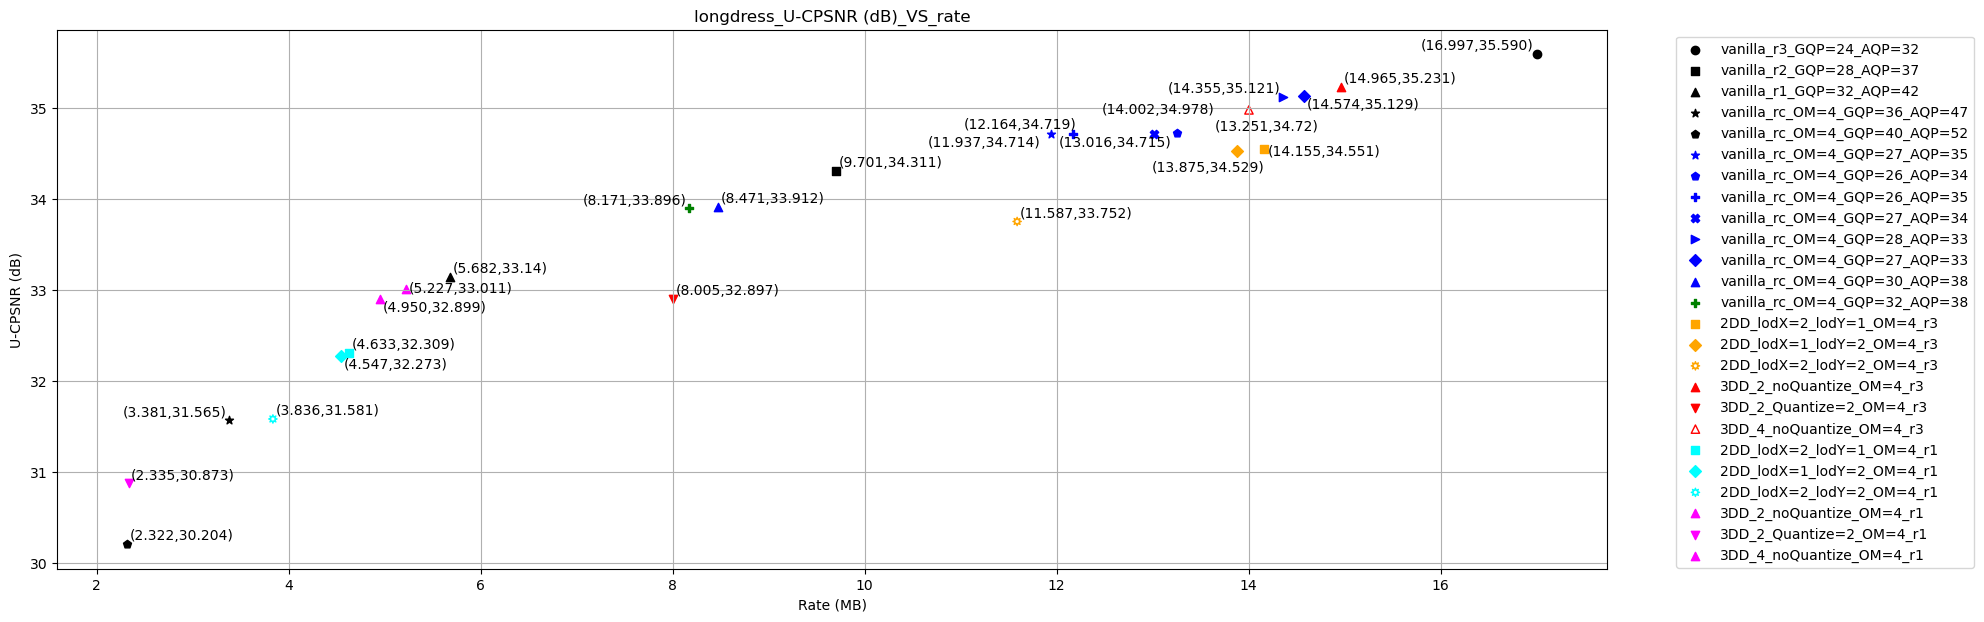 longdress_U-CPSNR (dB)_VS_rate
U-CPSNR (dB)
35
34
33
32
31
30
(16.997,35.590)
(14.965,35.231)
(14.355,35.121)
(14.574,35.129)
(14.002,34.978)
(13.251,34.72)
(12.164,34.719)
(11.937,34.714)
(13.016,34.715)
(14.155,34.551)
(13.875,34.529)
(9.701,34.311)
(8.171,33.896)
(8.471,33.912)
(11.587,33.752)
(5.682,33.14)
(5.227,33.011)
(4.950,32.899)
(8.005,32.897)
(4.633,32.309)
(4.547,32.273)
(3.381,31.565)
(3.836,31.581)
(2.335,30.873)
(2.322,30.204)
2 4 6 8 10 12 14 16
Rate (MB)
vanilla_r3_GQP=24_AQP=32
vanilla_r2_GQP=28_AQP=37
vanilla_r1_GQP=32_AQP=42
vanilla_rc_OM=4_GQP=36_AQP=47
vanilla_rc_OM=4_GQP=40_AQP=52
vanilla_rc_OM=4_GQP=27_AQP=35
vanilla_rc_OM=4_GQP=26_AQP=34
vanilla_rc_OM=4_GQP=26_AQP=35
vanilla_rc_OM=4_GQP=27_AQP=34
vanilla_rc_OM=4_GQP=28_AQP=33
vanilla_rc_OM=4_GQP=27_AQP=33
vanilla_rc_OM=4_GQP=30_AQP=38
vanilla_rc_OM=4_GQP=32_AQP=38
2DD_lodX=2_lodY=1_OM=4_r3
2DD_lodX=1_lodY=2_OM=4_r3
2DD_lodX=2_lodY=2_OM=4_r3
3DD_2_noQuantize_OM=4_r3
3DD_2_Quantize=2_OM=4_r3
3DD_4_noQuantize_OM=4_r3
2DD_lodX=2_lodY=1_OM=4_r1
2DD_lodX=1_lodY=2_OM=4_r1
2DD_lodX=2_lodY=2_OM=4_r1
3DD_2_noQuantize_OM=4_r1
3DD_2_Quantize=2_OM=4_r1
3DD_4_noQuantize_OM=4_r1